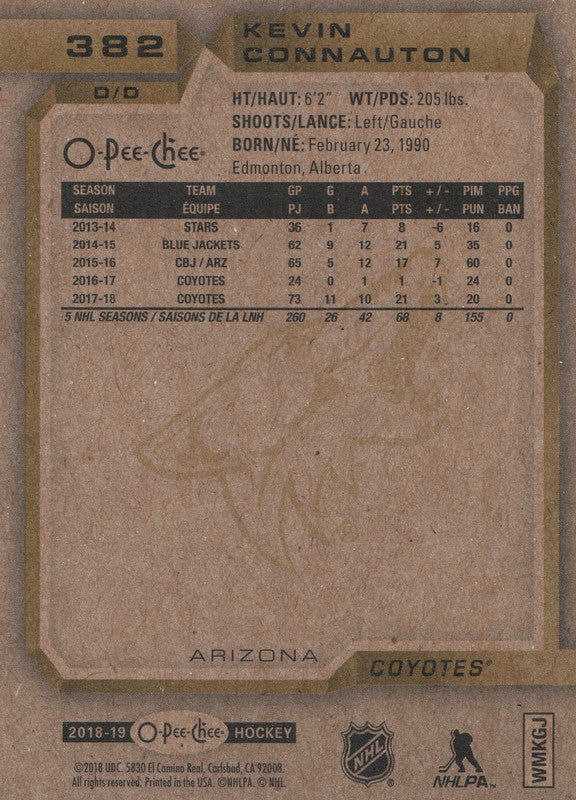 382
KEVIN
CONNAUTON
D/D
HT/HAUT: 6'2" WT/PDS: 205 lbs.
SHOOTS/LANCE: Left/Gauche
BORN/NÉ: February 23, 1990
Edmonton, Alberta
O-Pee-Chee
SEASON TEAM GP G A PTS +/- PIM PPG
SAISON ÉQUIPE PJ B A PTS +/- PUN BAN
2013-14 STARS 36 1 7 8 -6 16 0
2014-15 BLUE JACKETS 62 9 12 21 5 35 0
2015-16 CBJ / ARZ 65 5 12 17 7 60 0
2016-17 COYOTES 24 0 1 1 -1 24 0
2017-18 COYOTES 73 11 10 21 3 20 0
5 NHL SEASONS / SAISONS DE LA LNH 260 26 42 68 8 155 0
ARIZONA
COYOTES
2018-19 O-Pee-Chee HOCKEY
©2018 UDC. 5830 El Camino Real, Carlsbad, CA 92008.
All rights reserved. Printed in the USA. ©NHLPA. © NHL.
NHL
NHLPA
WMKGJ